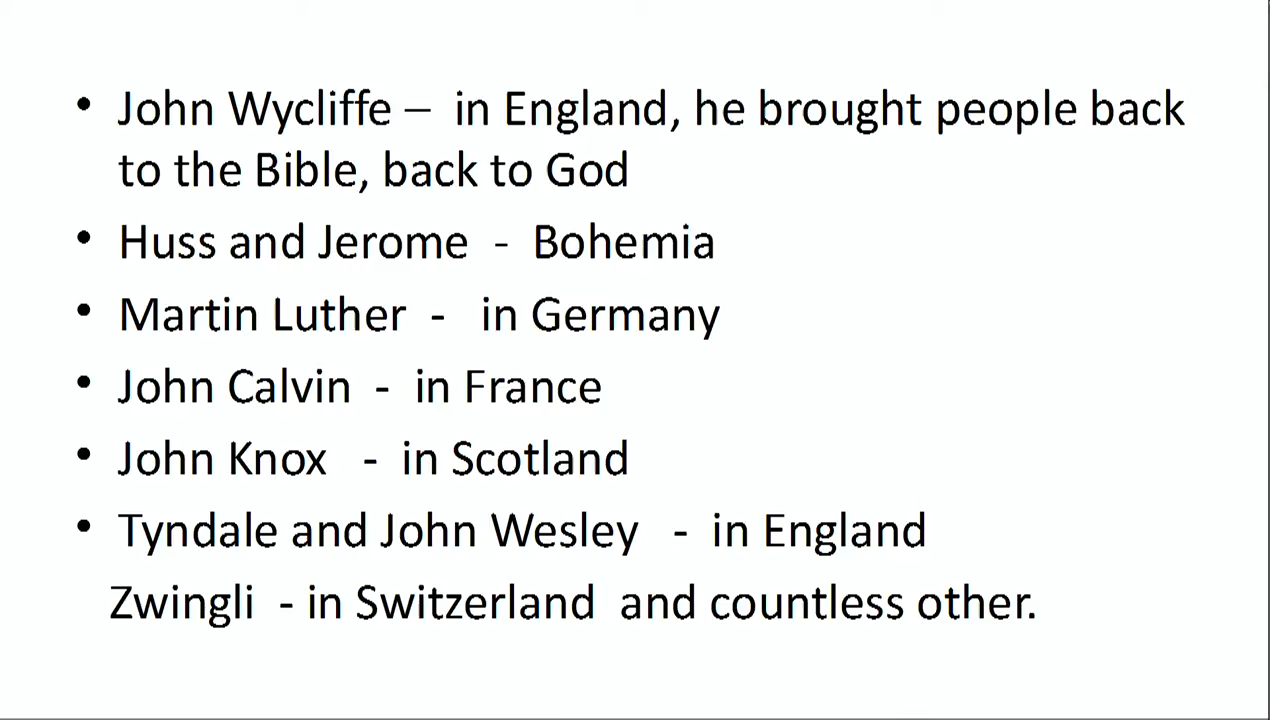 • John Wycliffe –  in England, he brought people back
to the Bible, back to God
• Huss and Jerome  -  Bohemia
• Martin Luther  -   in Germany
• John Calvin  -  in France
• John Knox   -  in Scotland
• Tyndale and John Wesley   -  in England
Zwingli  - in Switzerland  and countless other.